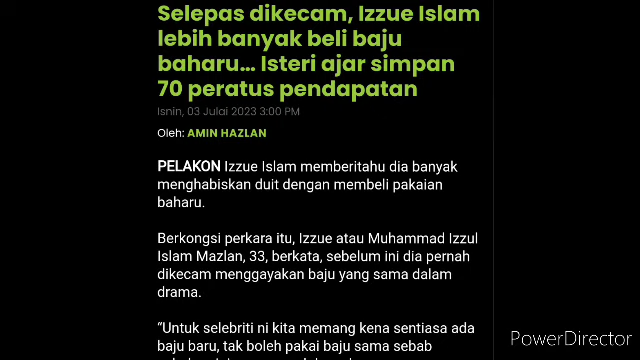 Selepas dikecam, Izzue Islam
lebih banyak beli baju
baharu... Isteri ajar simpan
70 peratus pendapatan
Isnin, 03 Julai 2023 3:00 PM
Oleh: AMIN HAZLAN
PELAKON Izzue Islam memberitahu dia banyak
menghabiskan duit dengan membeli pakaian
baharu.
Berkongsi perkara itu, Izzue atau Muhammad Izzul
Islam Mazlan, 33, berkata, sebelum ini dia pernah
dikecam menggayakan baju yang sama dalam
drama.
“Untuk selebriti ni kita memang kena sentiasa ada
baju baru, tak boleh pakai baju sama sebab
PowerDirector